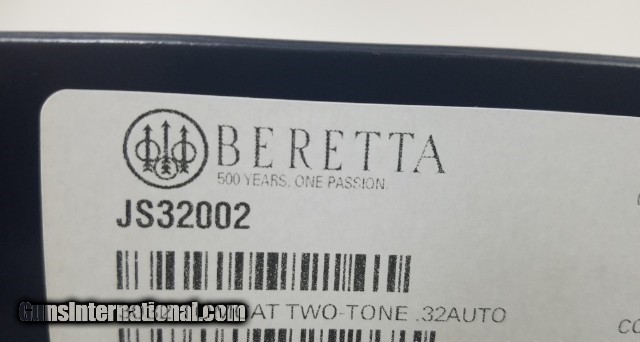 BERETTA
500 YEARS. ONE PASSION.
JS32002
AT TWO-TONE .32AUTO
GunsInternational.com
CO